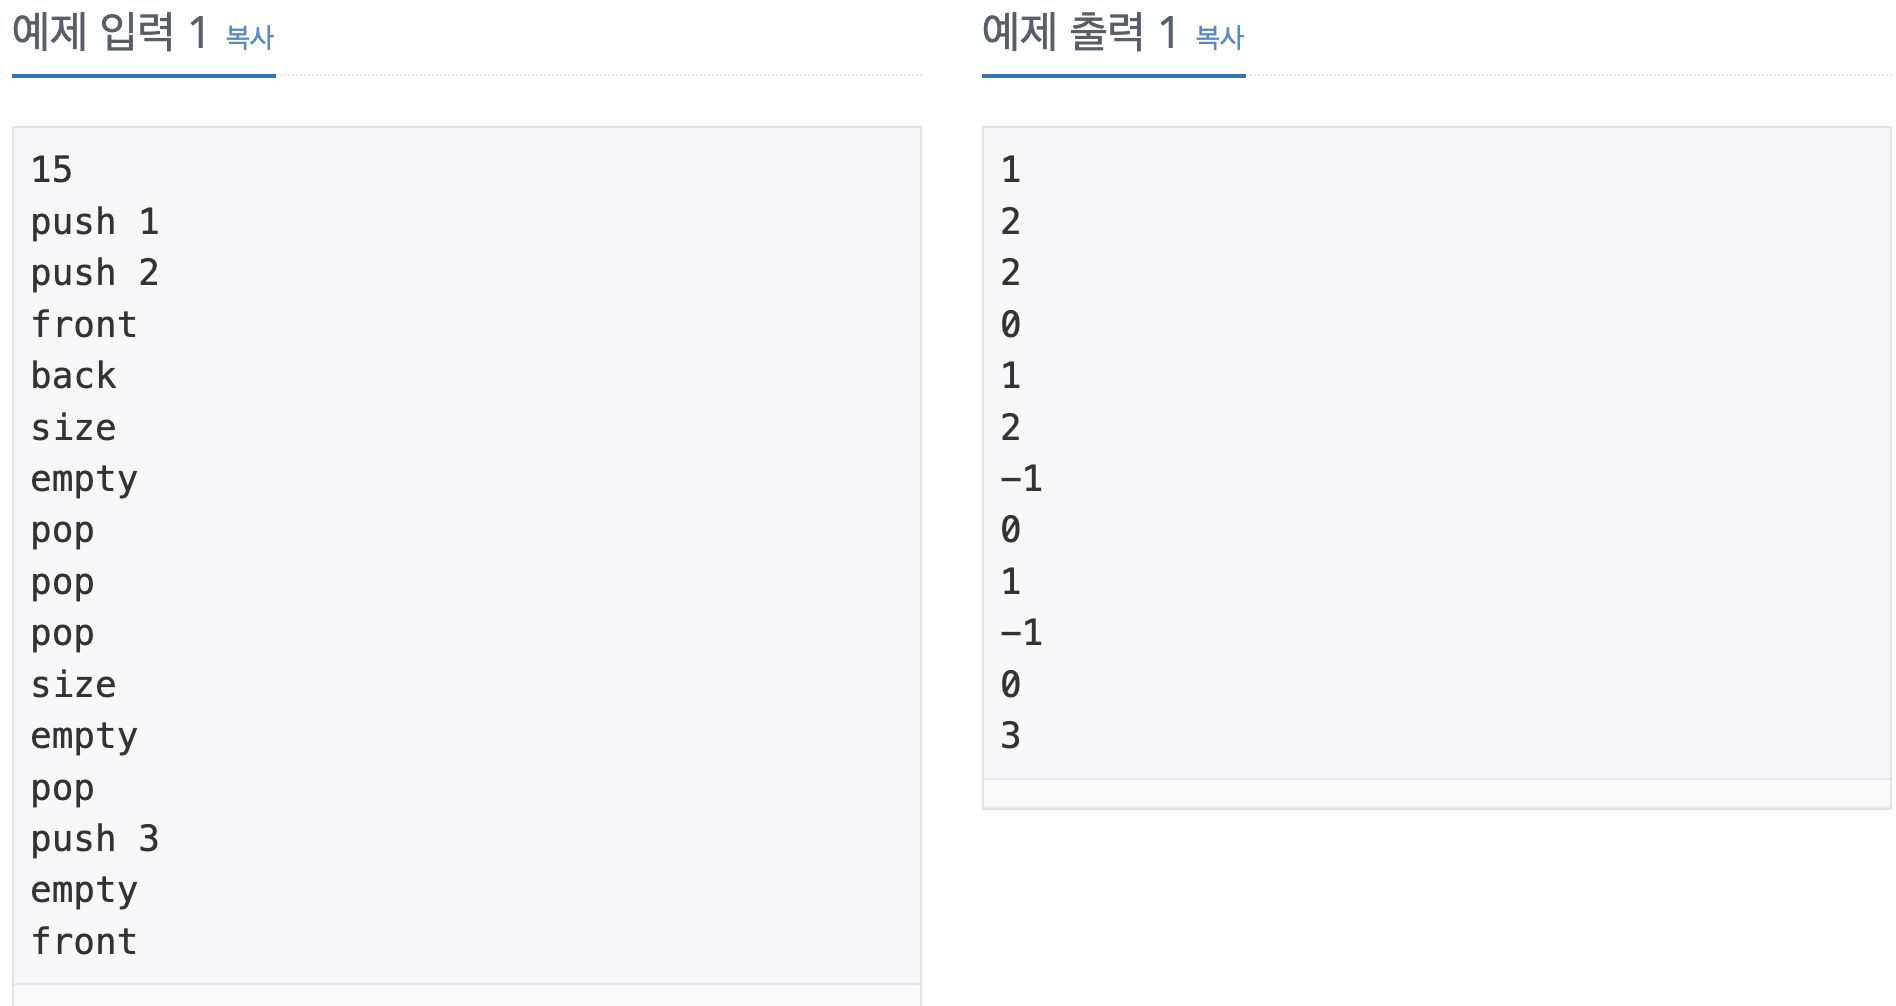 예제 입력 1 복사
15
push 1
push 2
front
back
size
empty
pop
pop
pop
size
empty
pop
push 3
empty
front
예제 출력 1 복사
1
2
2
0
1
2
-1
0
1
-1
0
3